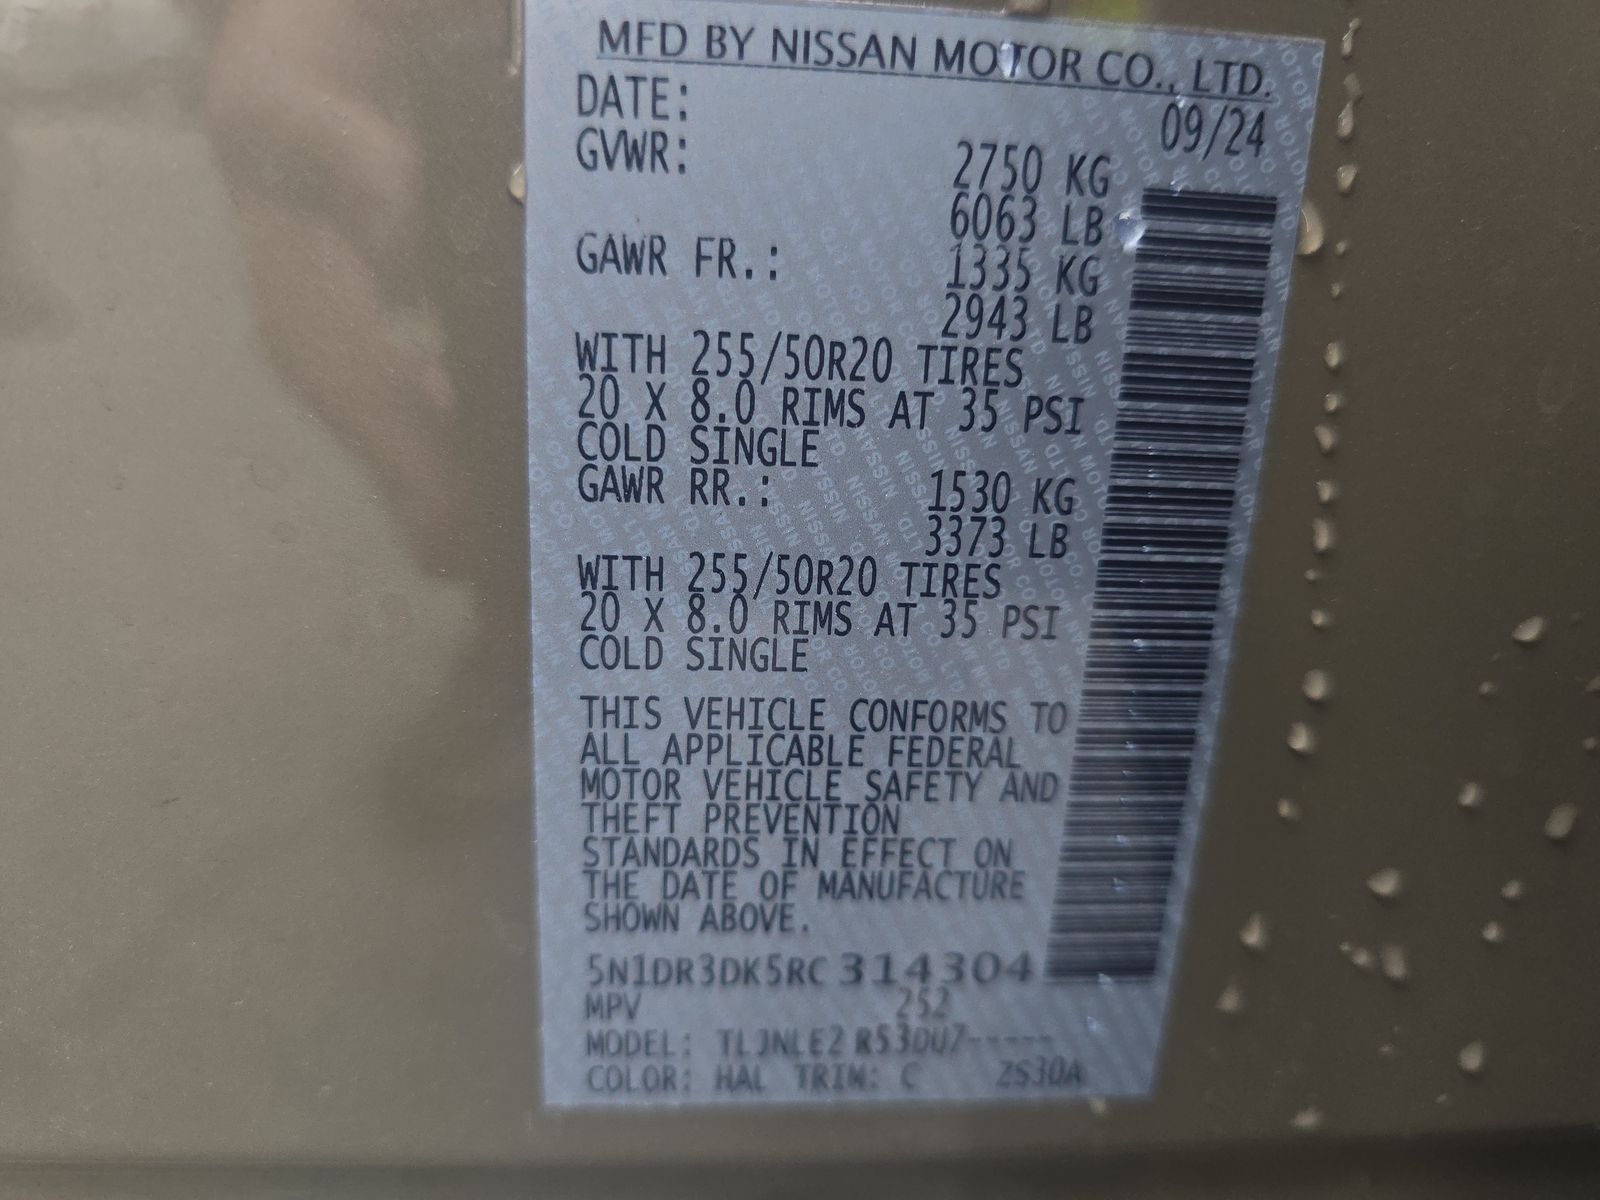 MFD BY NISSAN MOTOR CO., LTD.
DATE: 09/24
GVWR: 2750 KG
6063 LB
GAWR FR.: 1335 KG
2943 LB
WITH 255/50R20 TIRES
20 X 8.0 RIMS AT 35 PSI
COLD SINGLE
GAWR RR.: 1530 KG
3373 LB
WITH 255/50R20 TIRES
20 X 8.0 RIMS AT 35 PSI
COLD SINGLE
THIS VEHICLE CONFORMS TO
ALL APPLICABLE FEDERAL
MOTOR VEHICLE SAFETY AND
THEFT PREVENTION
STANDARDS IN EFFECT ON
THE DATE OF MANUFACTURE
SHOWN ABOVE.
5N1DR3DK5RC314304
MPV 252
MODEL: TLJNLE2 R53DUZ-----
COLOR: HAL TRIM: C ZS30A